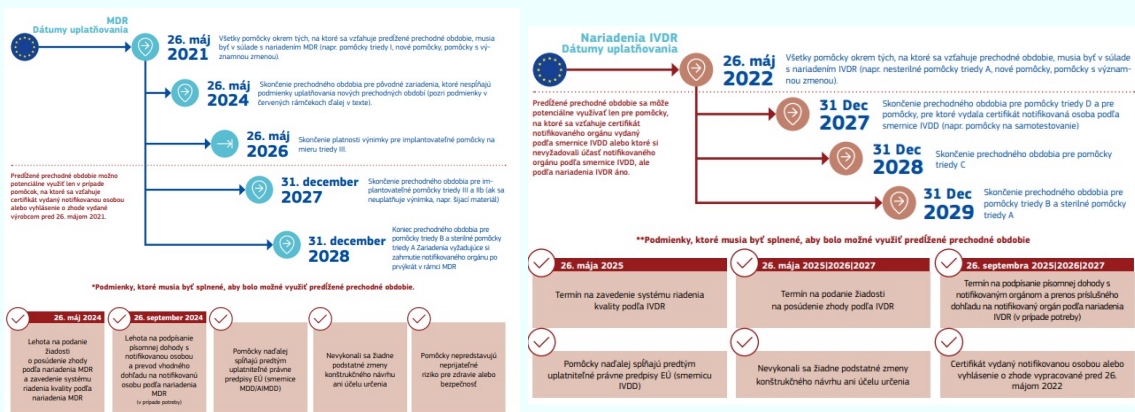 MDR
Dátumy uplatňovania
26. máj
2021
Všetky pomôcky okrem tých, na ktoré sa vzťahuje prechodné obdobie, musia
byť v súlade s nariadením MDR (napr. pomôcky triedy I, nové pomôcky, pomôcky s vý-
znamnou zmenou).
26. máj
2024
Skončenie prechodného obdobia pre pôvodné zariadenia, ktoré nespĺňajú
podmienky uplatňovania nových prechodných období (pozri podmienky v
červených rámčekoch ďalej v texte).
26. máj
2026
Skončenie platnosti výnimky pre implantovateľné pomôcky na
mieru triedy III.
Predĺžené prechodné obdobie možno
potenciálne využiť len v prípade
pomôcok, na ktoré sa vzťahuje
certifikát vydaný notifikovanou osobou
alebo vyhlásenie o zhode vydané
výrobcom pred 26. májom 2021.
31. december
2027
Skončenie prechodného obdobia pre im-
plantovateľné pomôcky triedy III a IIb (ak sa
neuplatňuje výnimka, napr. šijací materiál)
31. december
2028
Koniec prechodného obdobia pre
pomôcky triedy B a sterilné pomôcky
triedy A Zariadenia vyžadujúce si
zahrnutie notifikovaného orgánu po
prvýkrát v rámci MDR
*Podmienky, ktoré musia byť splnené, aby bolo možné využiť predĺžené prechodné obdobie.
26. máj 2024
Lehota na podanie
žiadosti
o posúdenie zhody
podľa nariadenia MDR
a zavedenie systému
riadenia kvality podľa
nariadenia MDR
26. september 2024
Lehota na podpísanie
písomnej dohody s
notifikovanou osobou
a prevod vhodného
dohľadu na notifikovanú
osobu podľa nariadenia
MDR
(v prípade potreby)
Pomôcky naďalej
spĺňajú predtým
uplatniteľné právne
predpisy EÚ (smernice
MDD/AIMDD)
Nevykonali sa žiadne
podstatné zmeny
konštrukčného návrhu
ani účelu určenia
Pomôcky nepredstavujú
neprijateľné
riziko pre zdravie alebo
bezpečnosť
Nariadenia IVDR
Dátumy uplatňovania
26. máj
2022
Všetky pomôcky okrem tých, na ktoré sa vzťahuje prechodné obdobie, musia byť v súlade
s nariadením IVDR (napr. nesterilné pomôcky triedy A, nové pomôcky, pomôcky s význam-
nou zmenou).
Predĺžené prechodné obdobie sa môže
potenciálne využívať len pre pomôcky,
na ktoré sa vzťahuje certifikát
notifikovaného orgánu vydaný
podľa smernice IVDD alebo ktoré si
nevyžadovali účasť notifikovaného
orgánu podľa smernice IVDD, ale
podľa nariadenia IVDR áno.
31 Dec
2027
Skončenie prechodného obdobia pre pomôcky triedy D a pre
pomôcky, pre ktoré vydala certifikát notifikovaná osoba podľa
smernice IVDD (napr. pomôcky na samotestovanie)
31 Dec
2028
Skončenie prechodného obdobia pre pomôcky
triedy C
31 Dec
2029
Skončenie prechodného obdobia pre
pomôcky triedy B a sterilné pomôcky
triedy A
**Podmienky, ktoré musia byť splnené, aby bolo možné využiť predĺžené prechodné obdobie
26. mája 2025
Termín na zavedenie systému riadenia
kvality podľa IVDR
26. mája 2025|2026|2027
Termín na podanie žiadosti
na posúdenie zhody podľa IVDR
26. septembra 2025|2026|2027
Termín na podpísanie písomnej dohody s
notifikovaným orgánom a prenos príslušného
dohľadu na notifikovaný orgán podľa nariadenia
IVDR (v prípade potreby)
Pomôcky naďalej spĺňajú predtým
uplatniteľné právne predpisy EÚ (smernicu
IVDD)
Nevykonali sa žiadne podstatné zmeny
konštrukčného návrhu ani účelu určenia
Certifikát vydaný notifikovanou osobou alebo
vyhlásenie o zhode vypracované pred 26.
májom 2022